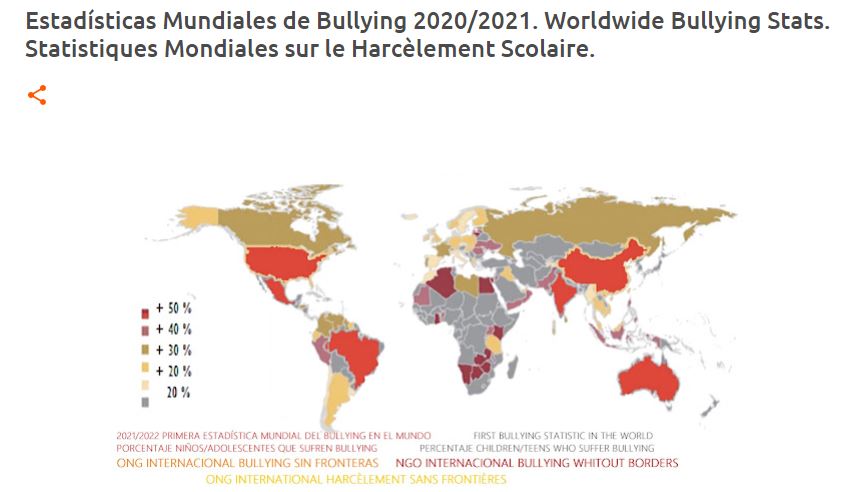 Estadísticas Mundiales de Bullying 2020/2021. Worldwide Bullying Stats.
Statistiques Mondiales sur le Harcèlement Scolaire.
+ 50 %
+ 40 %
+ 30 %
+ 20 %
20 %
2021/2022 PRIMERA ESTADÍSTICA MUNDIAL DEL BULLYING EN EL MUNDO FIRST BULLYING STATISTIC IN THE WORLD
PORCENTAJE NIÑOS/ADOLESCENTES QUE SUFREN BULLYING PERCENTAJE CHILDREN/TEENS WHO SUFFER BULLYING
ONG INTERNACIONAL BULLYING SIN FRONTERAS NGO INTERNACIONAL BULLYING WHITOUT BORDERS
ONG INTERNATIONAL HARCÈLEMENT SANS FRONTIÈRES